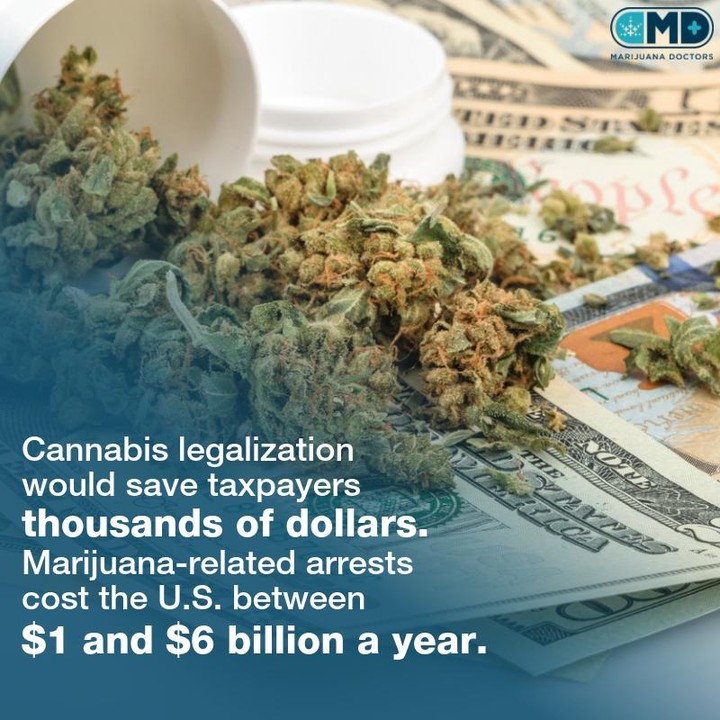 MD
MARIJUANA DOCTORS
Cannabis legalization
would save taxpayers
thousands of dollars.
Marijuana-related arrests
cost the U.S. between
$1 and $6 billion a year.
THE